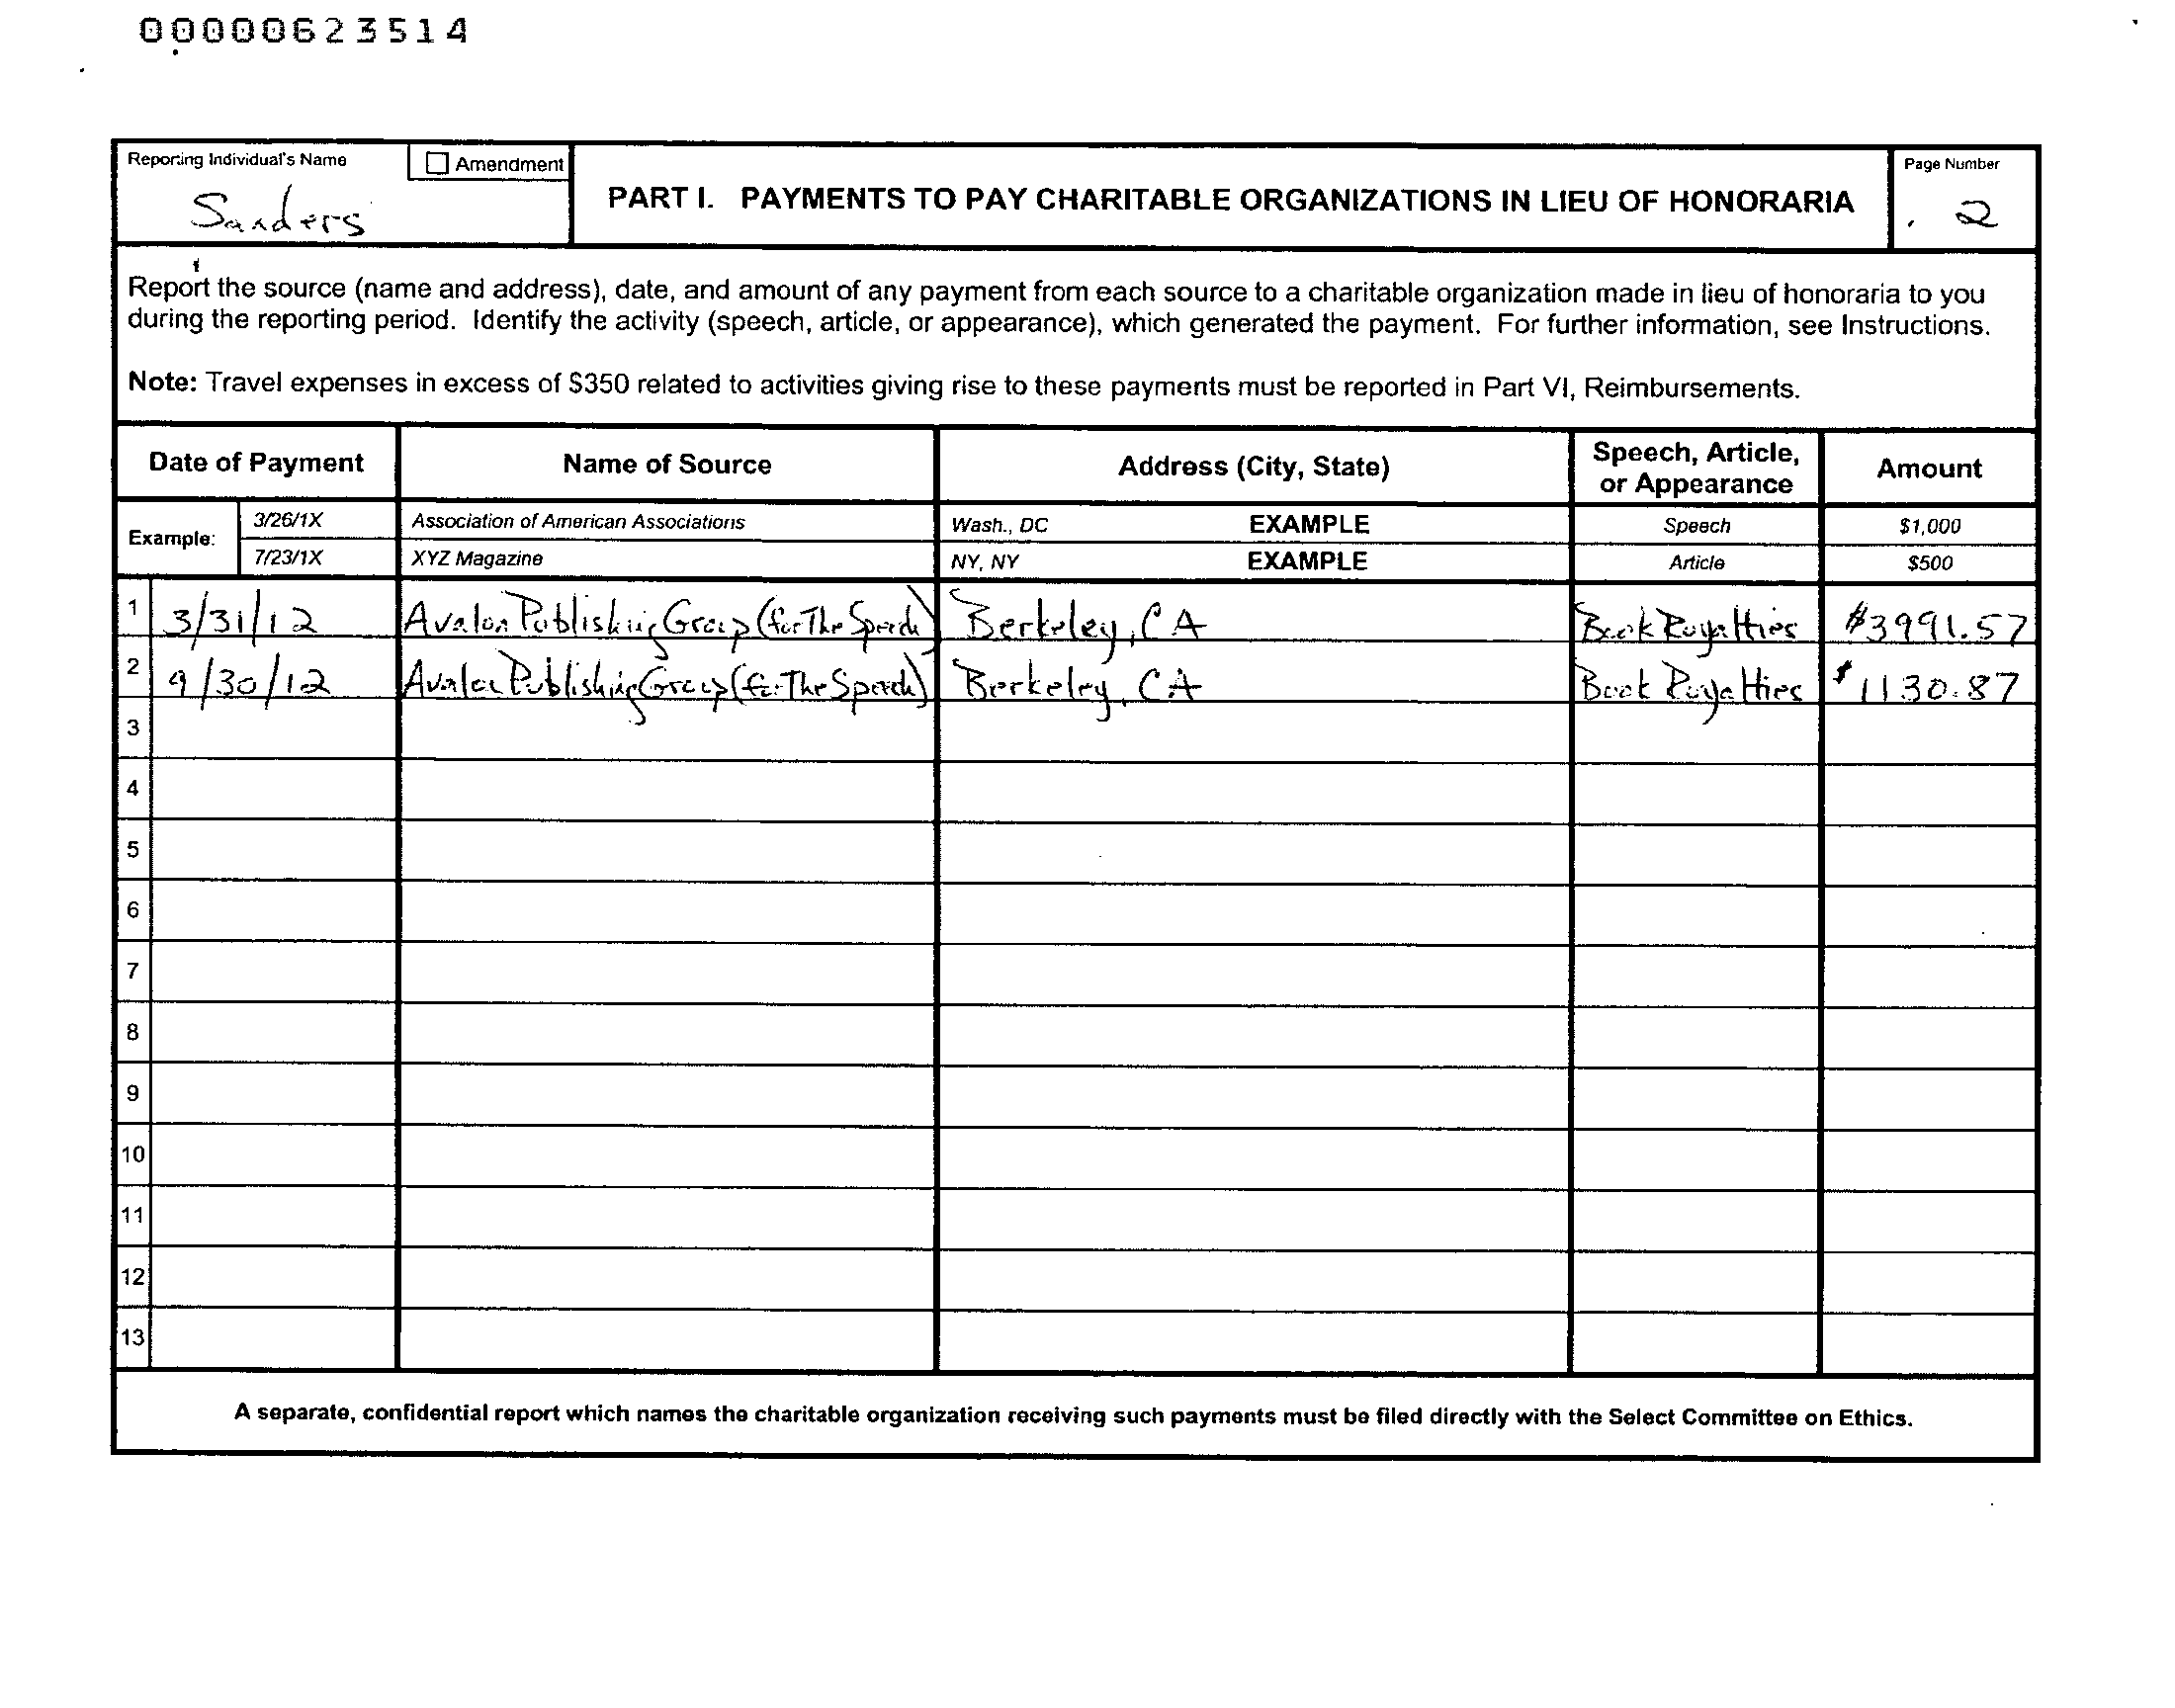 00000623514
Reporting Individual's Name
Amendment
Sanders
PART I. PAYMENTS TO PAY CHARITABLE ORGANIZATIONS IN LIEU OF HONORARIA
Page Number
2
Report the source (name and address), date, and amount of any payment from each source to a charitable organization made in lieu of honoraria to you
during the reporting period. Identify the activity (speech, article, or appearance), which generated the payment. For further information, see Instructions.
Note: Travel expenses in excess of $350 related to activities giving rise to these payments must be reported in Part VI, Reimbursements.
Date of Payment Name of Source Address (City, State) Speech, Article, or Appearance Amount
Example: 3/26/1X Association of American Associations Wash., DC EXAMPLE Speech $1,000
7/23/1X XYZ Magazine NY, NY EXAMPLE Article $500
1 3/31/12 Avalon Publishing Group (for The Speech) Berkeley, CA Book Royalties $3991.57
2 9/30/12 Avalon Publishing Group (for The Speech) Berkeley, CA Book Royalties $1130.87
3
4
5
6
7
8
9
10
11
12
13
A separate, confidential report which names the charitable organization receiving such payments must be filed directly with the Select Committee on Ethics.